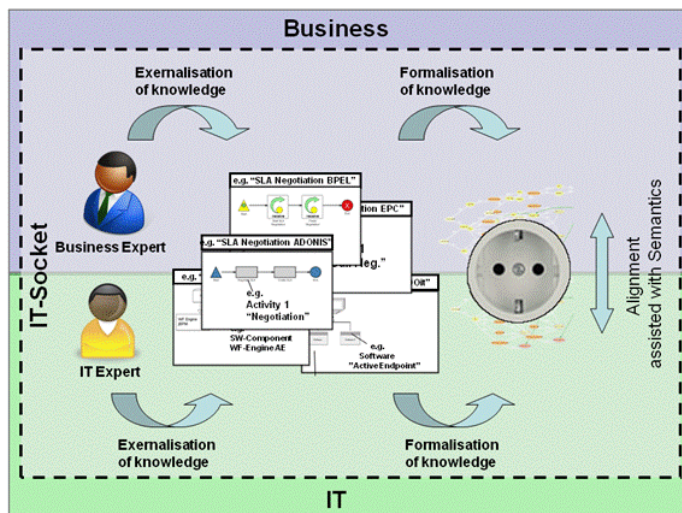 Business
Exernalisation
of knowledge
Formalisation
of knowledge
e.g. "SLA Negotiation BPEL"
EPC"
Neg."
e.g. "SLA Negotiation ADONIS"
e.g.
Activity 1
"Negotiation"
e.g. "
SW-Component
WF-Engine AE
e.g.
Software
"ActiveEndpoint"
Business Expert
IT Expert
IT-Socket
Alignment
assisted with Semantics
Exernalisation
of knowledge
Formalisation
of knowledge
IT